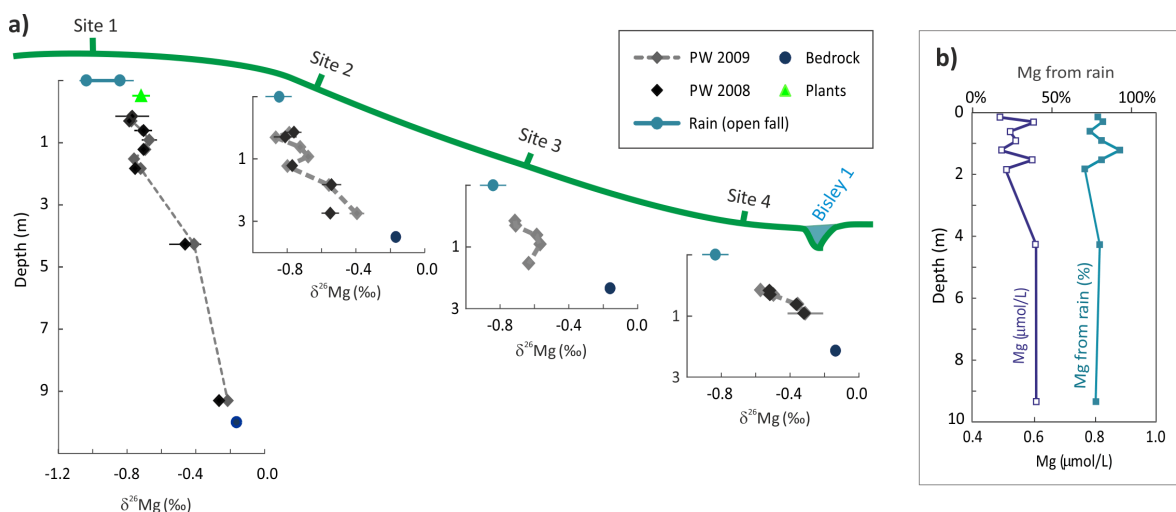 a)
Site 1
Site 2
Site 3
Site 4
Bisley 1
PW 2009
Bedrock
PW 2008
Plants
Rain (open fall)
Depth (m)
1
3
5
7
9
-1.2
-0.8
-0.4
0.0
δ²⁶Mg (‰)
1
3
-0.8
-0.4
0.0
δ²⁶Mg (‰)
1
3
-0.8
-0.4
0.0
δ²⁶Mg (‰)
1
3
-0.8
-0.4
0.0
δ²⁶Mg (‰)
b)
Mg from rain
0%
50%
100%
Depth (m)
0
2
4
6
8
10
Mg (µmol/L)
Mg from rain (%)
0.4
0.6
0.8
1.0
Mg (µmol/L)